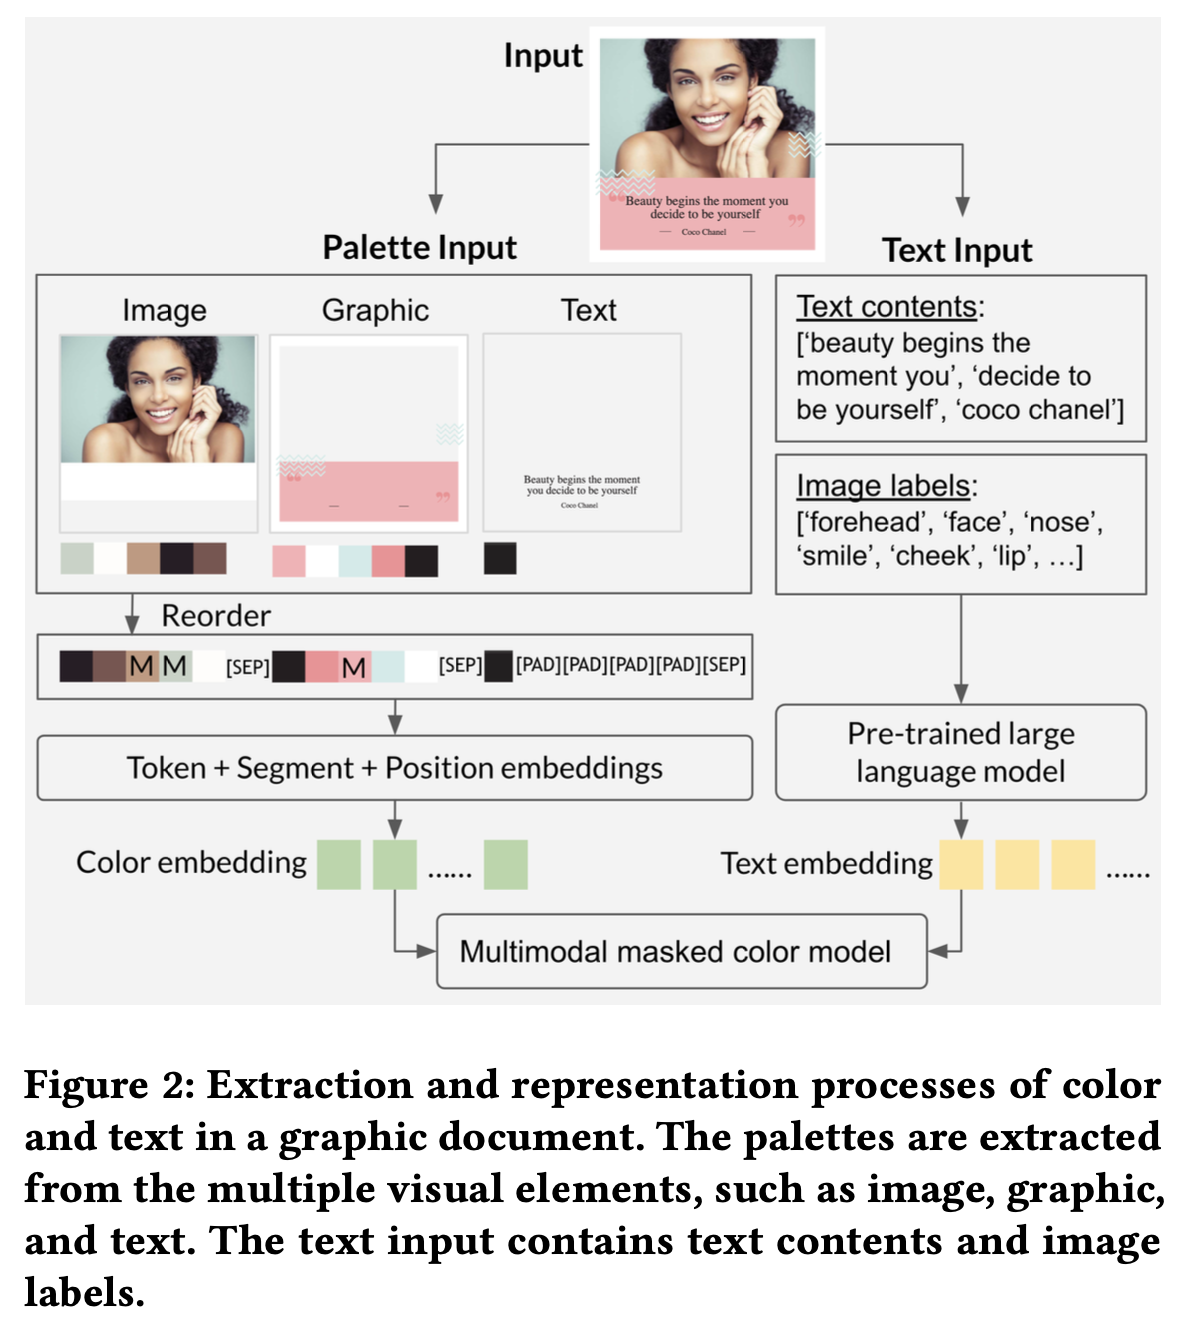 Input
Beauty begins the moment you
decide to be yourself
Coco Chanel
Palette Input
Text Input
Image
Graphic
Text
Beauty begins the moment
you decide to be yourself
Coco Chanel
Text contents:
[‘beauty begins the
moment you’, ‘decide to
be yourself’, ‘coco chanel’]
Image labels:
[‘forehead’, ‘face’, ‘nose’,
‘smile’, ‘cheek’, ‘lip’, …]
Reorder
M M [SEP] M [SEP] [PAD][PAD][PAD][PAD][SEP]
Token + Segment + Position embeddings
Pre-trained large
language model
Color embedding ......
Text embedding ......
Multimodal masked color model
Figure 2: Extraction and representation processes of color
and text in a graphic document. The palettes are extracted
from the multiple visual elements, such as image, graphic,
and text. The text input contains text contents and image
labels.